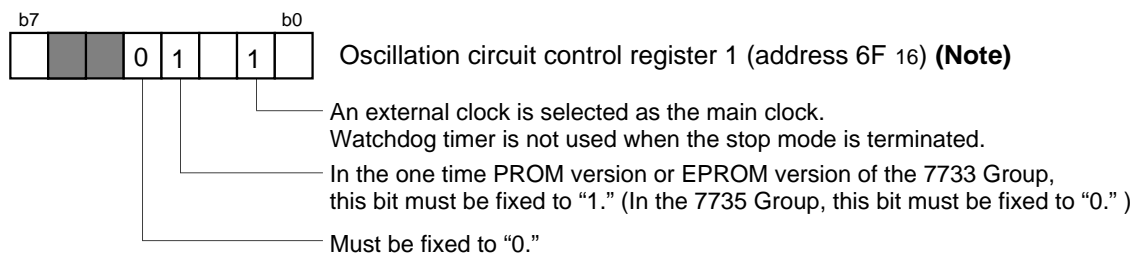 b7 b0
0 1 1 Oscillation circuit control register 1 (address 6F 16) (Note)
An external clock is selected as the main clock.
Watchdog timer is not used when the stop mode is terminated.
In the one time PROM version or EPROM version of the 7733 Group,
this bit must be fixed to “1.” (In the 7735 Group, this bit must be fixed to “0.” )
Must be fixed to “0.”